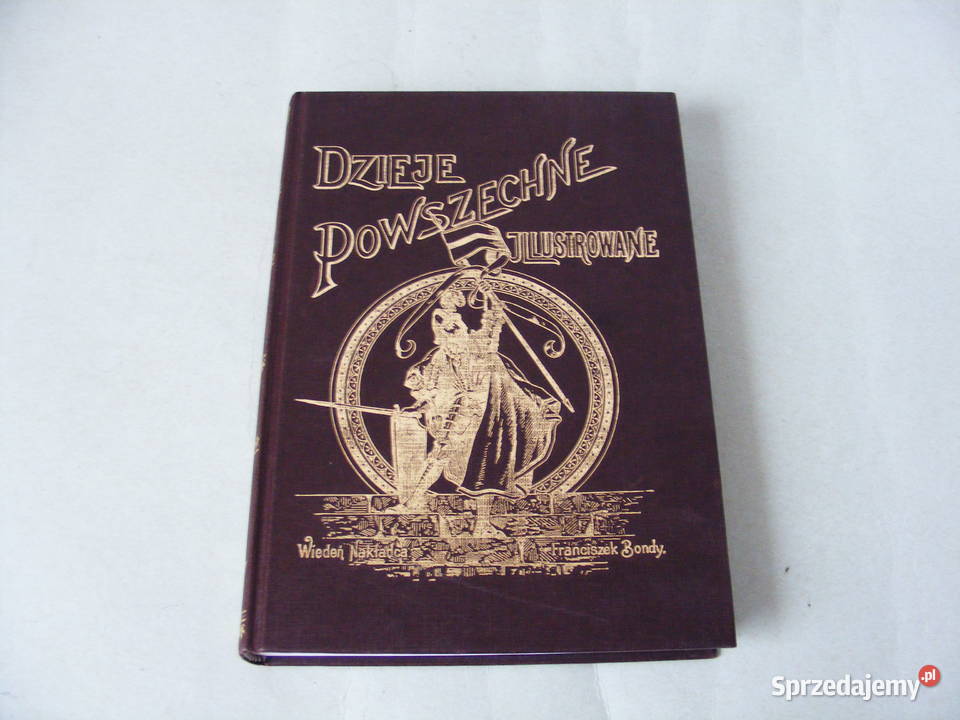 DZIEJE
POWSZECHNE
JLLUSTROWANE
Wiedeń Nakładca Franciszek Bondy.
Sprzedajemy.pl